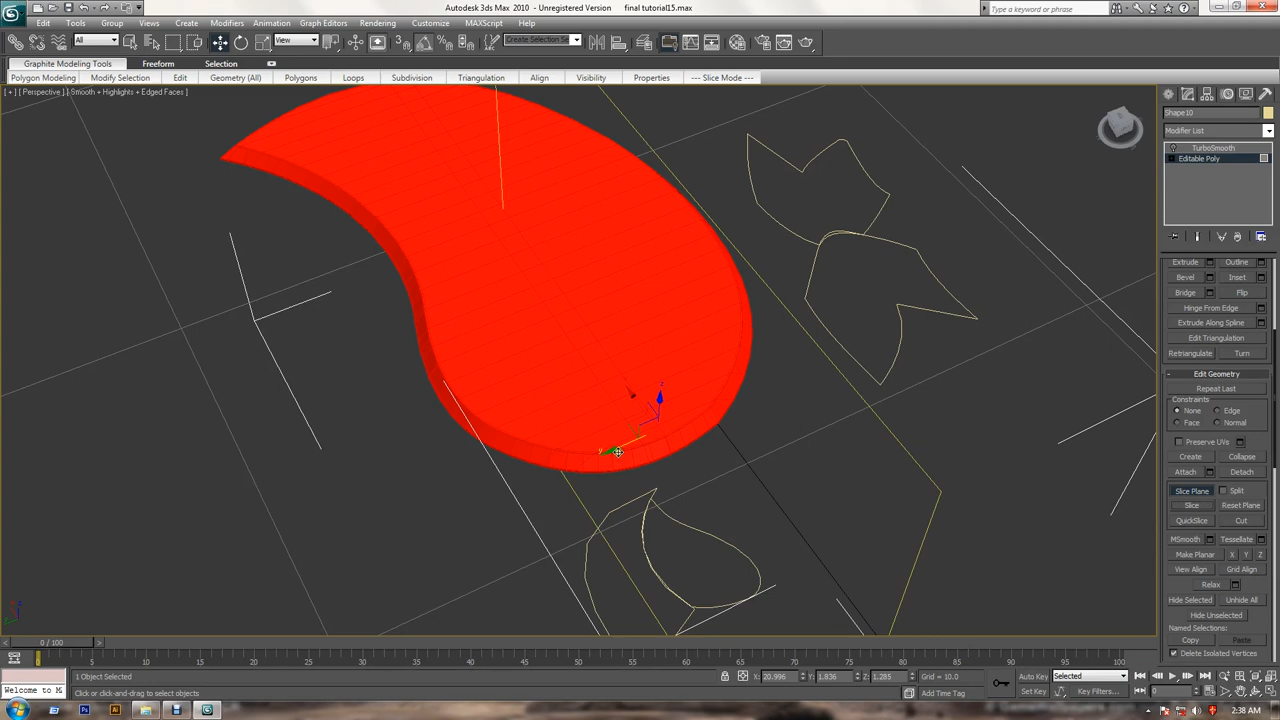 Autodesk 3ds Max 2010 - Unregistered Version final tutorial15.max
Type a keyword or phrase
Edit Tools Group Views Create Modifiers Animation Graph Editors Rendering Customize MAXScript Help
All View Create Selection Se
Graphite Modeling Tools Freeform Selection
Polygon Modeling Modify Selection Edit Geometry (All) Polygons Loops Subdivision Triangulation Align Visibility Properties --- Slice Mode ---
[ + ] [ Perspective ] [ Smooth + Highlights + Edged Faces ]
Shape10
Modifier List
TurboSmooth
Editable Poly
Extrude Outline
Bevel Inset
Bridge Flip
Hinge From Edge
Extrude Along Spline
Edit Triangulation
Retriangulate Turn
- Edit Geometry
Repeat Last
Constraints
None Edge
Face Normal
Preserve UVs
Create Collapse
Attach Detach
Slice Plane Split
Slice Reset Plane
QuickSlice Cut
MSmooth Tessellate
Make Planar X Y Z
View Align Grid Align
Relax
Hide Selected Unhide All
Hide Unselected
Named Selections:
Copy Paste
Delete Isolated Vertices
z
y
0 / 100
0 5 10 15 20 25 30 35 40 45 50 55 60 65 70 75 80 85 90 95 100
1 Object Selected X: 20.996 Y: 1.836 Z: 1.285 Grid = 10.0 Auto Key Selected
Welcome to M Click or click-and-drag to select objects Add Time Tag Set Key Key Filters... 0
2:38 AM